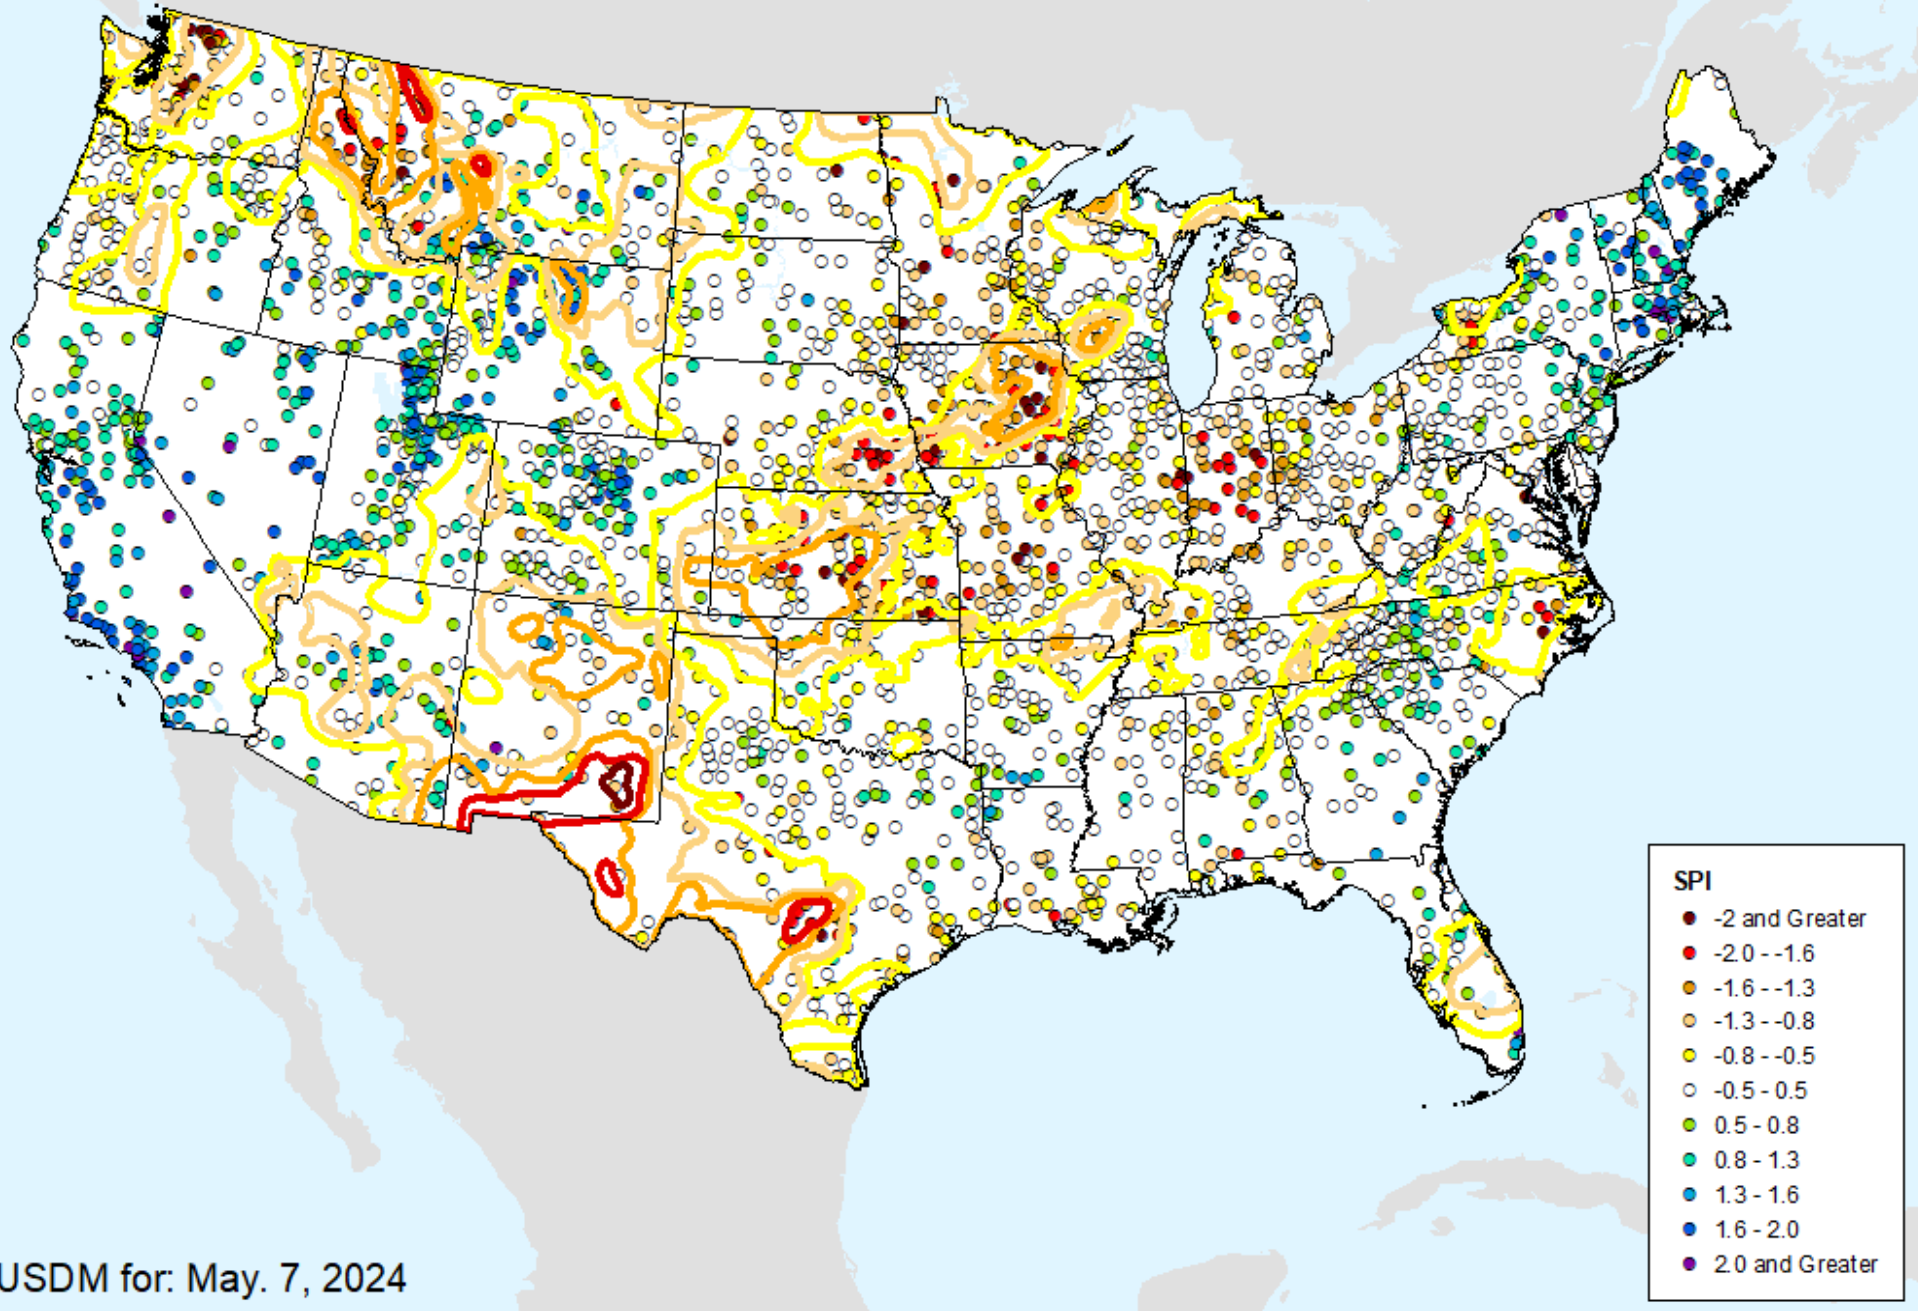 SPI
-2 and Greater
-2.0 - -1.6
-1.6 - -1.3
-1.3 - -0.8
-0.8 - -0.5
-0.5 - 0.5
0.5 - 0.8
0.8 - 1.3
1.3 - 1.6
1.6 - 2.0
2.0 and Greater
USDM for: May. 7, 2024